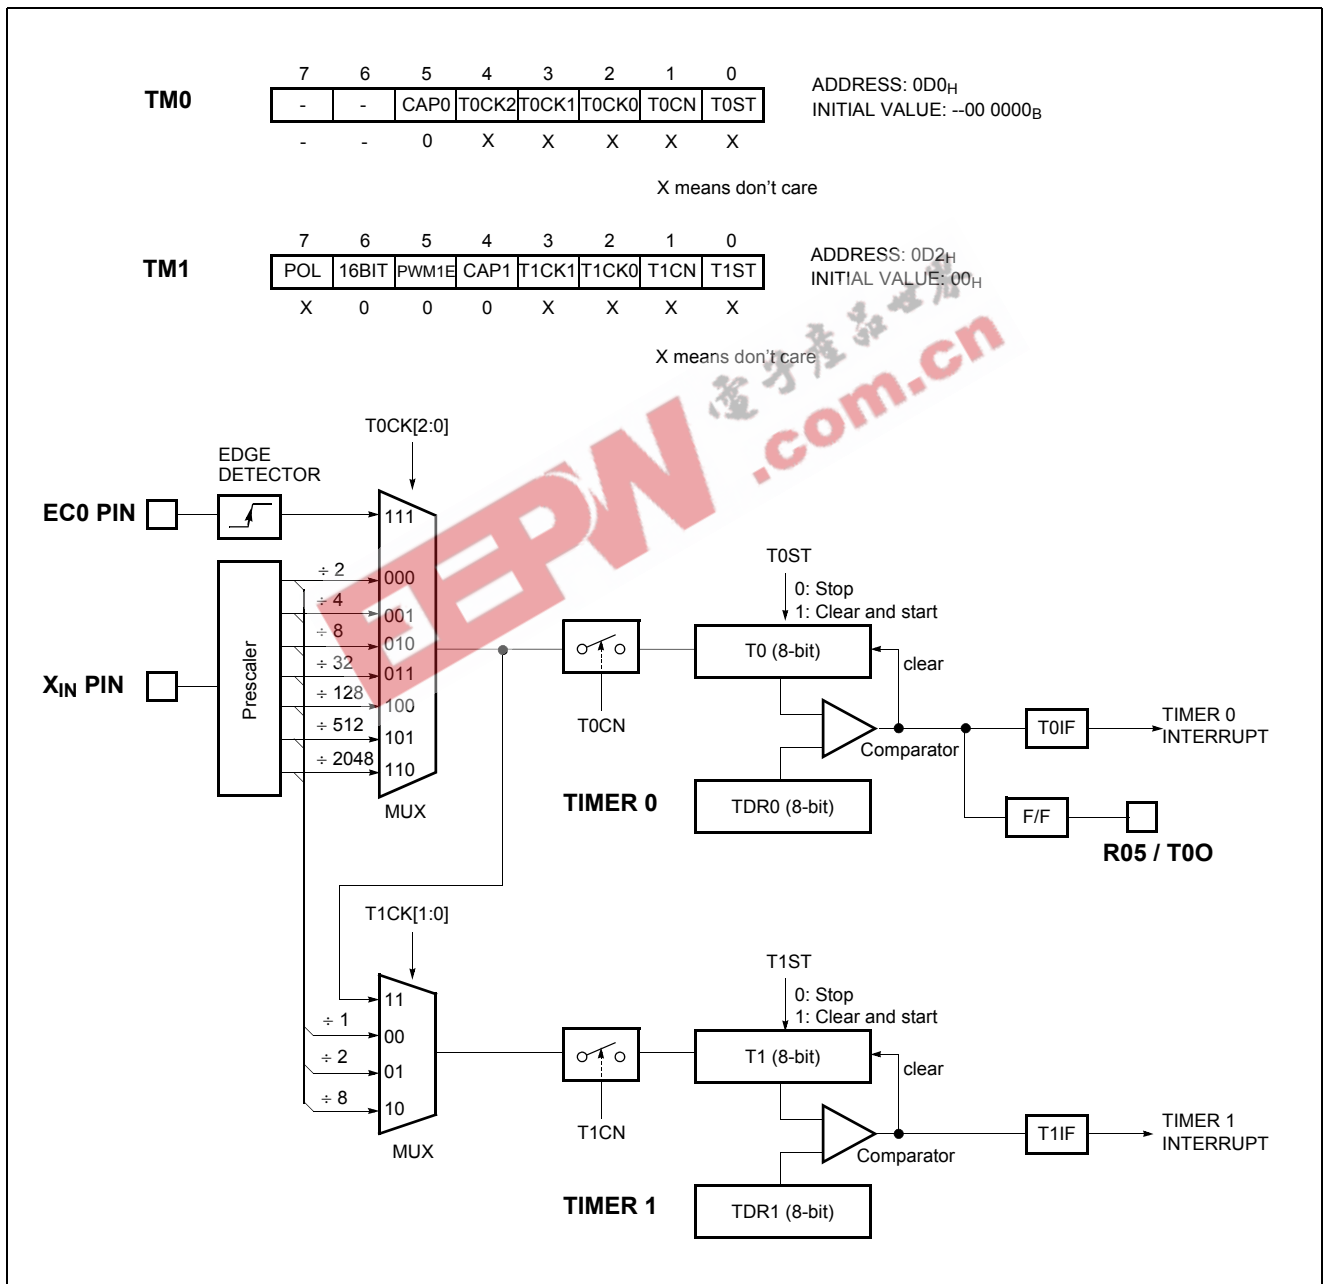 7 6 5 4 3 2 1 0
TM0 - - CAP0 T0CK2 T0CK1 T0CK0 T0CN T0ST
- - 0 X X X X X
ADDRESS: 0D0H
INITIAL VALUE: --00 0000B
X means don't care
7 6 5 4 3 2 1 0
TM1 POL 16BIT PWM1E CAP1 T1CK1 T1CK0 T1CN T1ST
X 0 0 0 X X X X
ADDRESS: 0D2H
INITIAL VALUE: 00H
X means don't care
電子產品世界
EEPW .com.cn
T0CK[2:0]
EDGE
DETECTOR
EC0 PIN
111
÷ 2 000
÷ 4 001
÷ 8 010
÷ 32 011
÷ 128 100
÷ 512 101
÷ 2048 110
Prescaler
XIN PIN
MUX
T0CN
T0ST
0: Stop
1: Clear and start
T0 (8-bit)
clear
Comparator
TIMER 0
TDR0 (8-bit)
T0IF
TIMER 0
INTERRUPT
F/F
R05 / T0O
T1CK[1:0]
11
÷ 1 00
÷ 2 01
÷ 8 10
MUX
T1CN
T1ST
0: Stop
1: Clear and start
T1 (8-bit)
clear
Comparator
TIMER 1
TDR1 (8-bit)
T1IF
TIMER 1
INTERRUPT